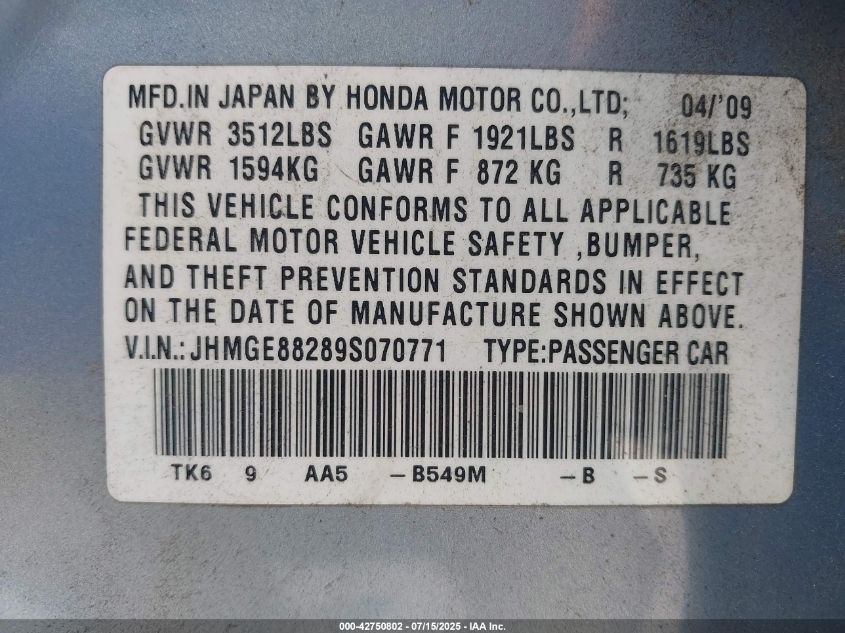 MFD.IN JAPAN BY HONDA MOTOR CO.,LTD; 04/'09
GVWR 3512LBS GAWR F 1921LBS R 1619LBS
GVWR 1594KG GAWR F 872 KG R 735 KG
THIS VEHICLE CONFORMS TO ALL APPLICABLE
FEDERAL MOTOR VEHICLE SAFETY ,BUMPER,
AND THEFT PREVENTION STANDARDS IN EFFECT
ON THE DATE OF MANUFACTURE SHOWN ABOVE.
V.I.N.: JHMGE88289S070771 TYPE:PASSENGER CAR
TK6 9 AA5 -B549M -B -S
000-42750802 - 07/15/2025 - IAA Inc.